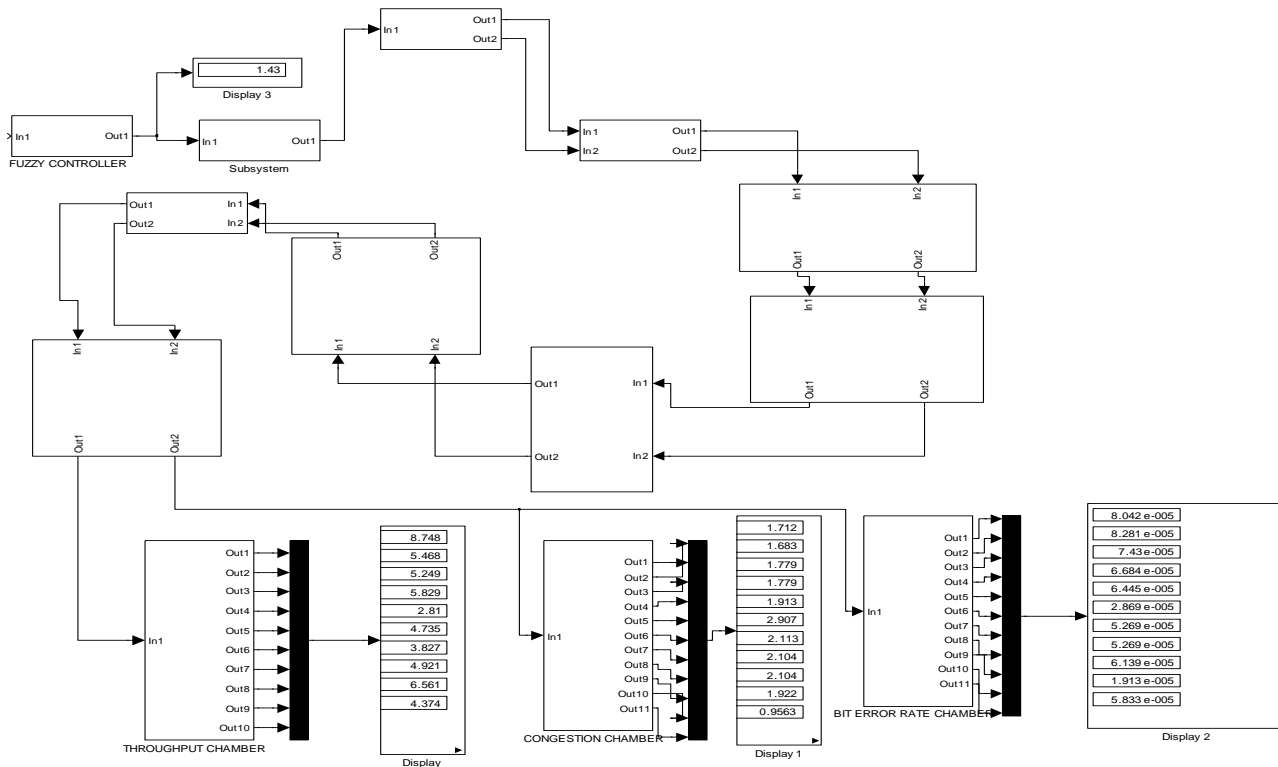 In1
Out1
Out2
1.43
Display 3
In1
Out1
FUZZY CONTROLLER
In1
Out1
Subsystem
In1
In2
Out1
Out2
In1
In2
Out1
Out2
Out1
Out2
In1
In2
Out1
Out2
In1
In2
In1
In2
Out1
Out2
Out1
Out2
In1
In2
In1
In2
Out1
Out2
In1
Out1
Out2
Out3
Out4
Out5
Out6
Out7
Out8
Out9
Out10
THROUGHPUT CHAMBER
8.748
5.468
5.249
5.829
2.81
4.735
3.827
4.921
6.561
4.374
Display
In1
Out1
Out2
Out3
Out4
Out5
Out6
Out7
Out8
Out9
Out10
Out11
CONGESTION CHAMBER
1.712
1.683
1.779
1.779
1.913
2.907
2.113
2.104
2.104
1.922
0.9563
Display 1
In1
Out1
Out2
Out3
Out4
Out5
Out6
Out7
Out8
Out9
Out10
Out11
BIT ERROR RATE CHAMBER
8.042 e-005
8.281 e-005
7.43 e-005
6.684 e-005
6.445 e-005
2.869 e-005
5.269 e-005
5.269 e-005
6.139 e-005
1.913 e-005
5.833 e-005
Display 2